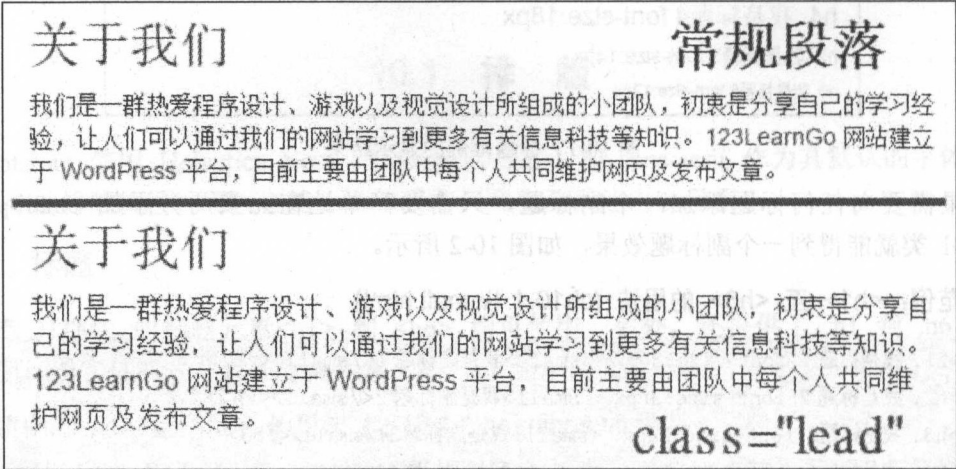 关于我们
常规段落
我们是一群热爱程序设计、游戏以及视觉设计所组成的小团队，初衷是分享自己的学习经
验，让人们可以通过我们的网站学习到更多有关信息科技等知识。123LearnGo 网站建立
于 WordPress 平台，目前主要由团队中每个人共同维护网页及发布文章。
关于我们
我们是一群热爱程序设计、游戏以及视觉设计所组成的小团队，初衷是分享自
己的学习经验，让人们可以通过我们的网站学习到更多有关信息科技等知识。
123LearnGo 网站建立于 WordPress 平台，目前主要由团队中每个人共同维
护网页及发布文章。
class="lead"